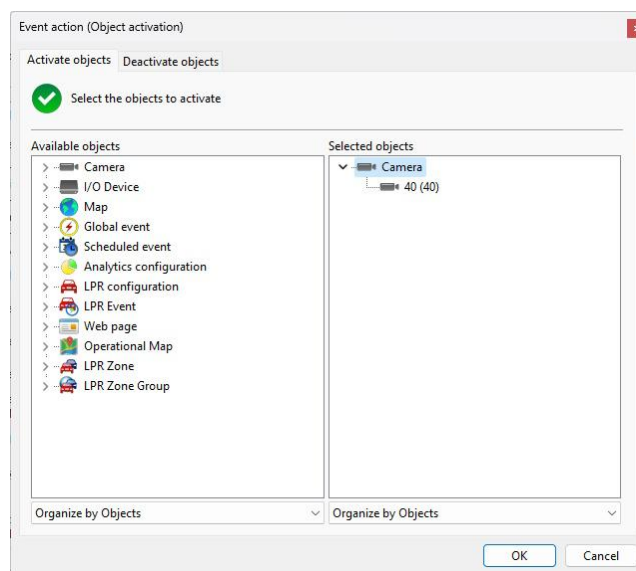 Event action (Object activation)
Activate objects Deactivate objects
Select the objects to activate
Available objects
Camera
I/O Device
Map
Global event
Scheduled event
Analytics configuration
LPR configuration
LPR Event
Web page
Operational Map
LPR Zone
LPR Zone Group
Organize by Objects
Selected objects
Camera
40 (40)
Organize by Objects
OK Cancel